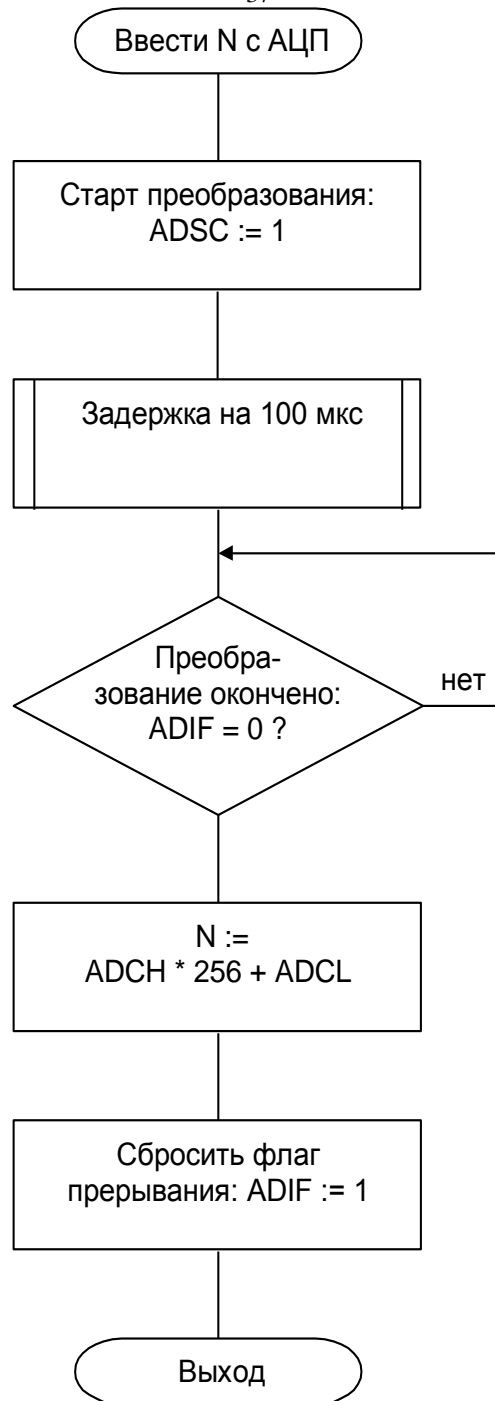 Ввести N с АЦП
Старт преобразования:
ADSC := 1
Задержка на 100 мкс
Преобра-
зование окончено:
ADIF = 0 ?
нет
N :=
ADCH * 256 + ADCL
Сбросить флаг
прерывания: ADIF := 1
Выход